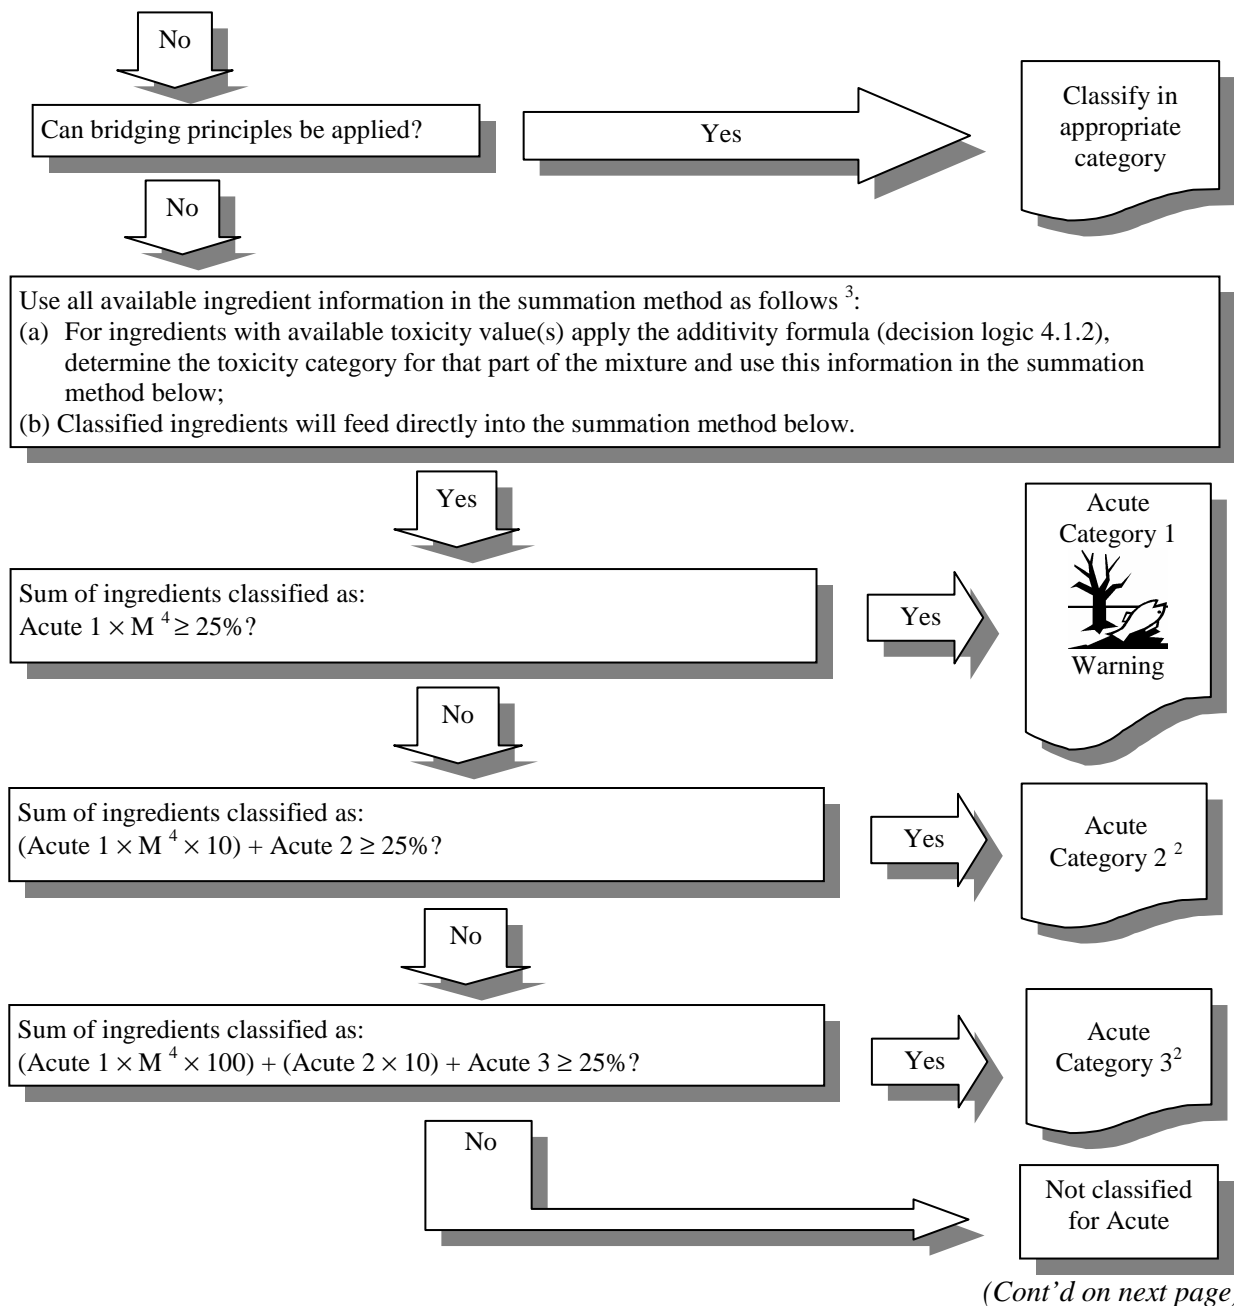 No
Can bridging principles be applied?
Yes
Classify in
appropriate
category
No
Use all available ingredient information in the summation method as follows ³:
(a) For ingredients with available toxicity value(s) apply the additivity formula (decision logic 4.1.2),
determine the toxicity category for that part of the mixture and use this information in the summation
method below;
(b) Classified ingredients will feed directly into the summation method below.
Yes
Sum of ingredients classified as:
Acute 1 × M ⁴ ≥ 25%?
Yes
Acute
Category 1
Warning
No
Sum of ingredients classified as:
(Acute 1 × M ⁴ × 10) + Acute 2 ≥ 25%?
Yes
Acute
Category 2 ²
No
Sum of ingredients classified as:
(Acute 1 × M ⁴ × 100) + (Acute 2 × 10) + Acute 3 ≥ 25%?
Yes
Acute
Category 3²
No
Not classified
for Acute
(Cont'd on next page)